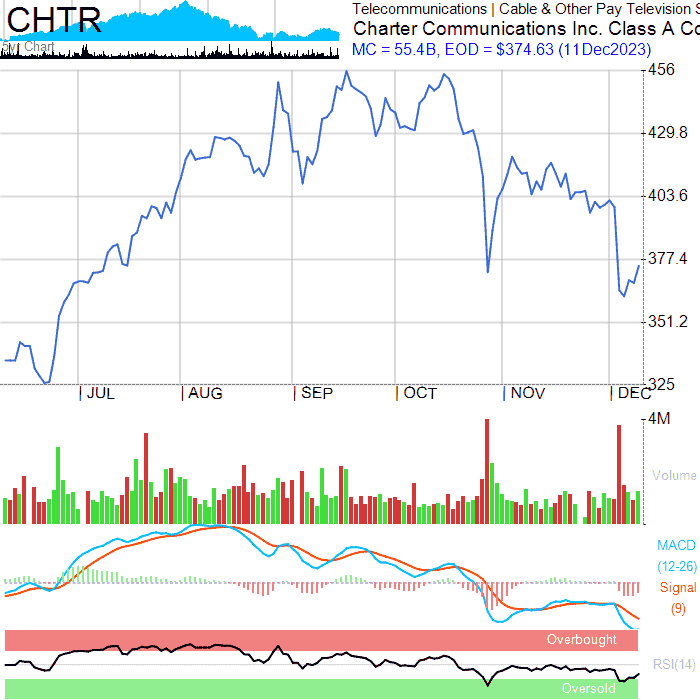 CHTR
5yr Chart
Telecommunications | Cable & Other Pay Television S
Charter Communications Inc. Class A Co
MC = 55.4B, EOD = $374.63 (11Dec2023)
456
429.8
403.6
377.4
351.2
325
JUL AUG SEP OCT NOV DEC
4M
Volume
MACD
(12-26)
Signal
(9)
Overbought
RSI(14)
Oversold